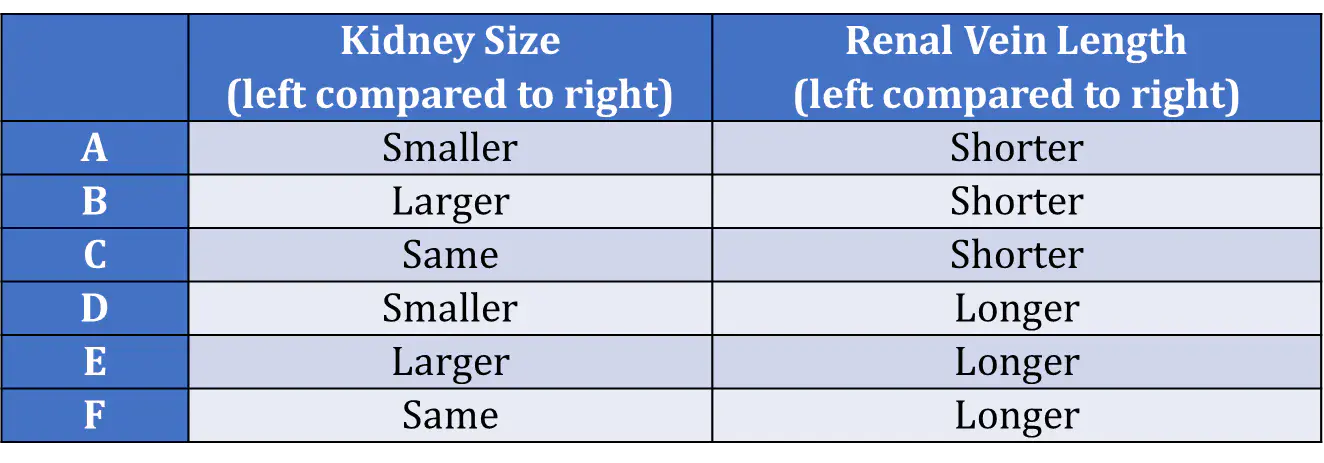 Kidney Size
(left compared to right)
Renal Vein Length
(left compared to right)
A Smaller Shorter
B Larger Shorter
C Same Shorter
D Smaller Longer
E Larger Longer
F Same Longer